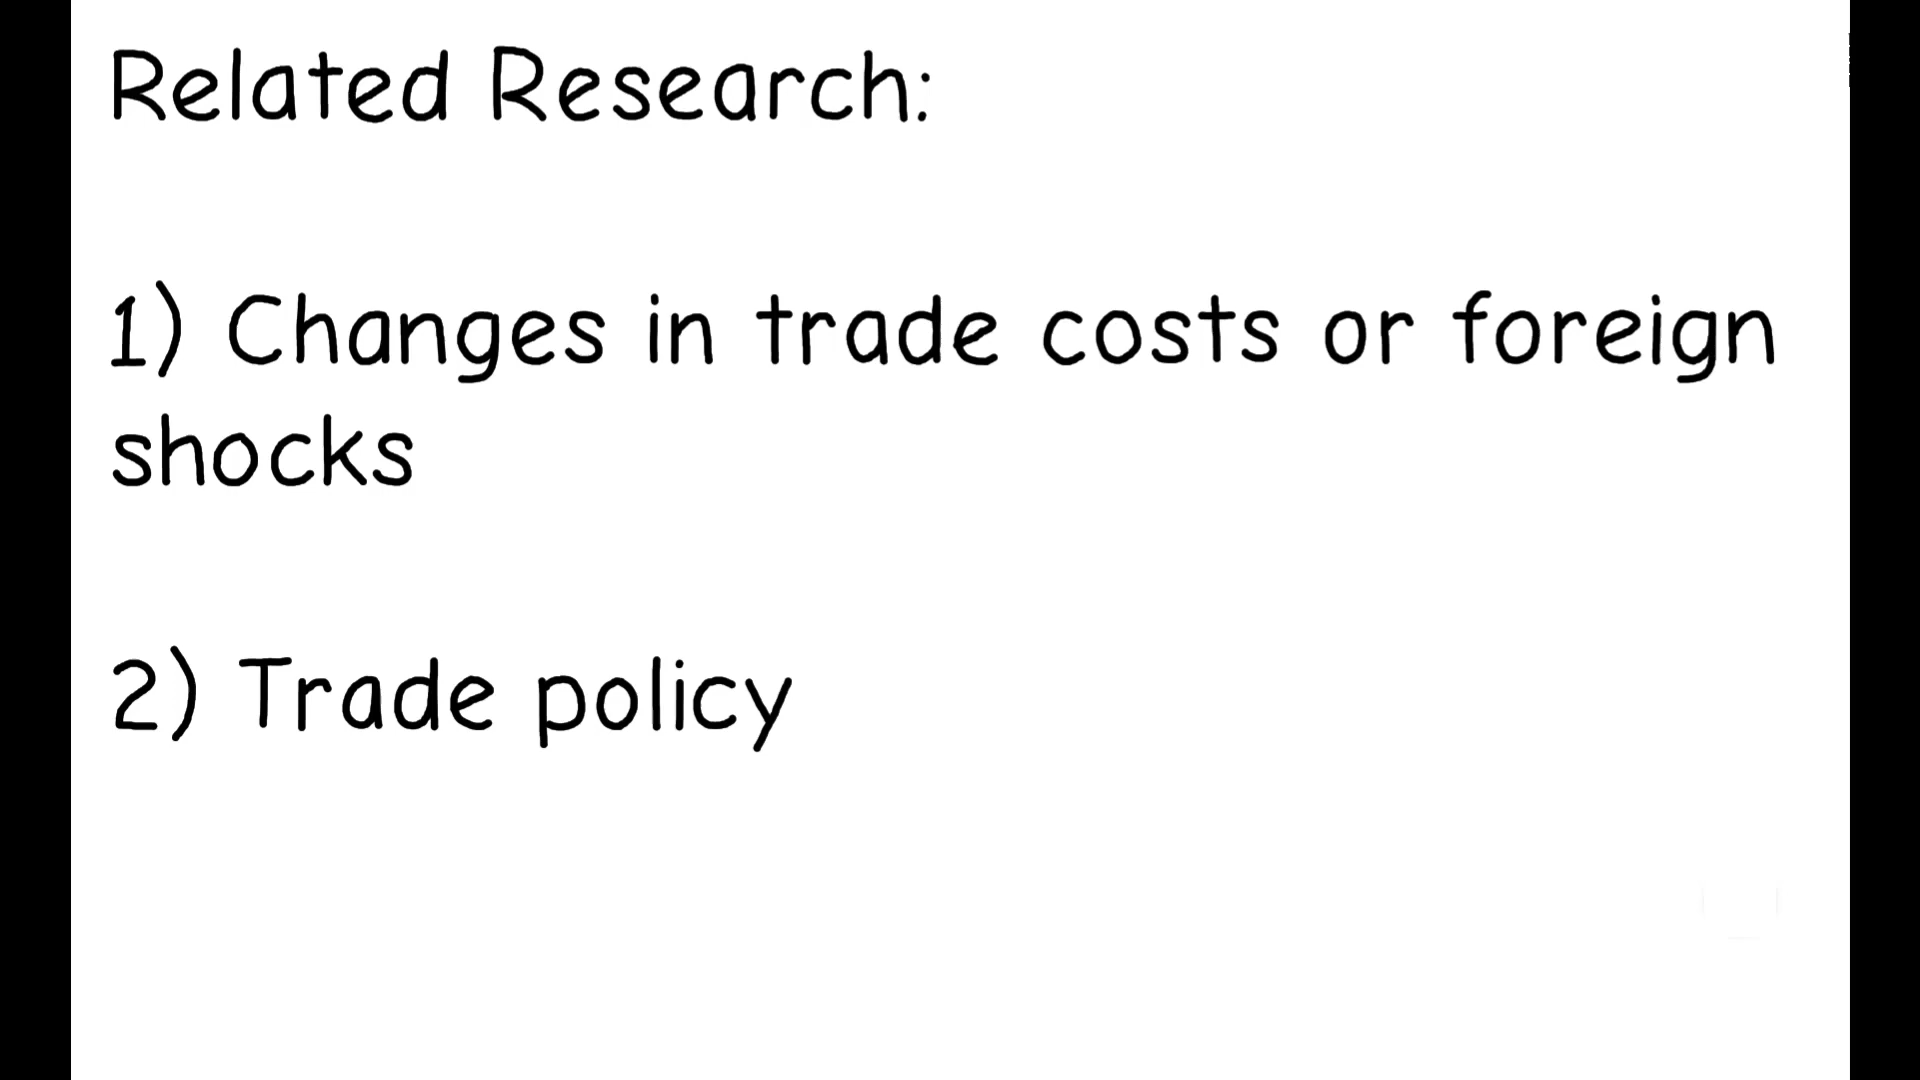 Related Research:
1) Changes in trade costs or foreign
shocks
2) Trade policy